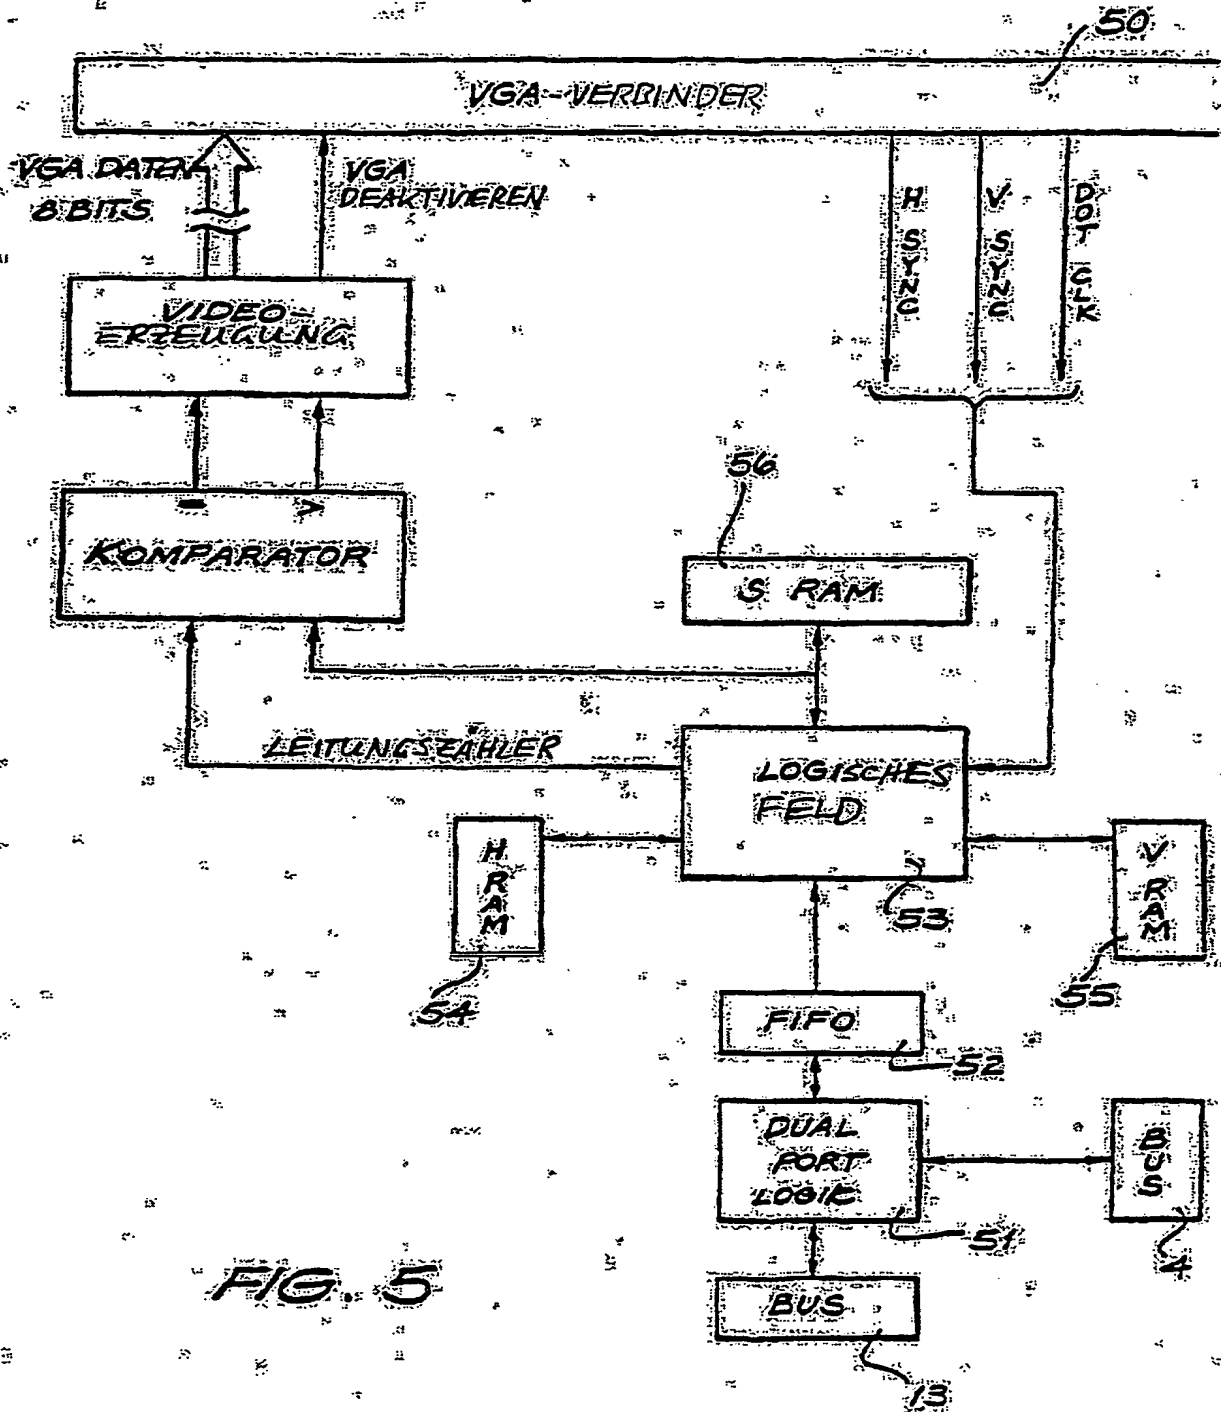 50
VGA-VERBINDER
VGA DATEN
8 BITS
VGA
DEAKTIVIEREN
H SYNC
V SYNC
DOT CLK
VIDEO-
ERZEUGUNG
56
KOMPARATOR
S RAM
LEITUNGSZÄHLER
LOGISCHES
FELD
H RAM
V RAM
53
54
55
FIFO
52
DUAL
PORT
LOGIK
BUS
51
4
FIG. 5
BUS
13